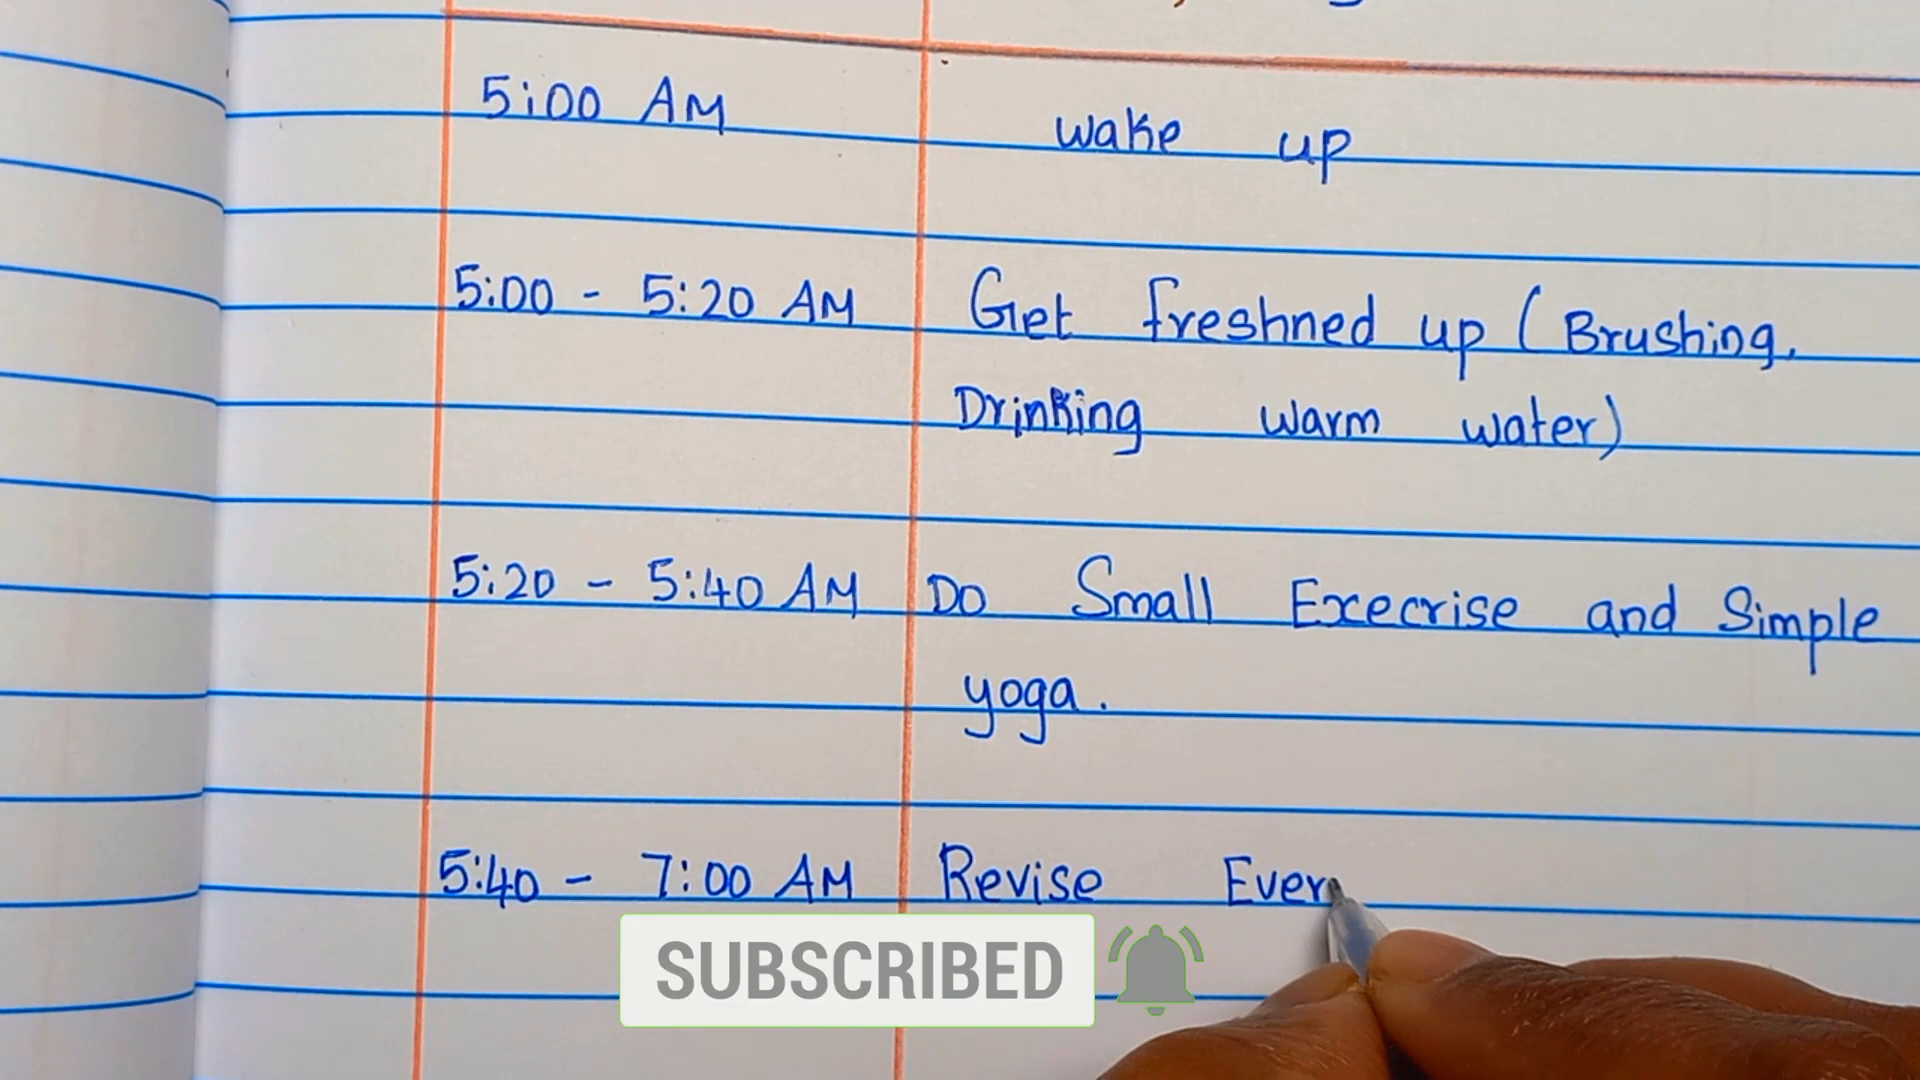 5:00 AM wake up
5:00 - 5:20 AM Get freshned up (Brushing,
Drinking warm water)
5:20 - 5:40 AM Do Small Execrise and Simple
yoga.
5:40 - 7:00 AM Revise Ever
SUBSCRIBED